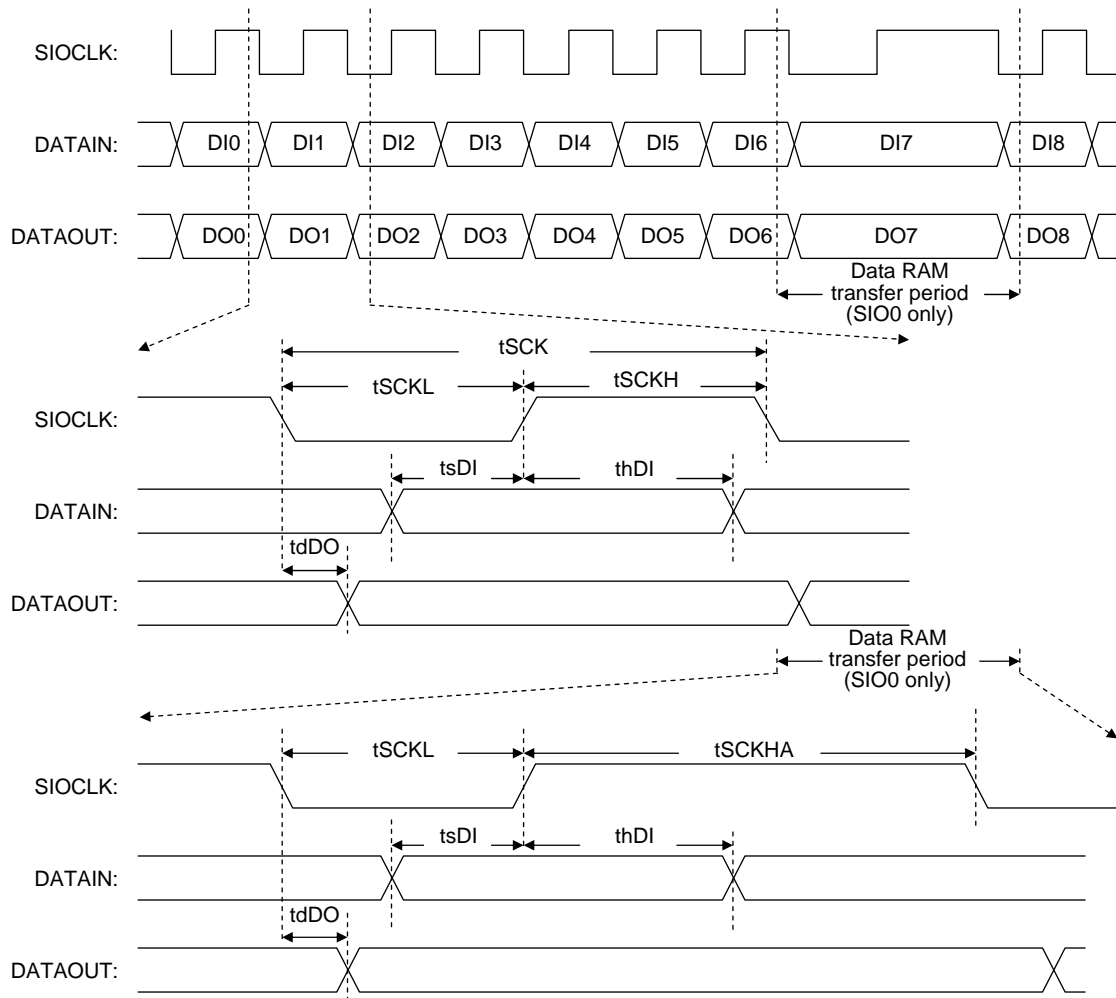 SIOCLK:
DATAIN: DI0 DI1 DI2 DI3 DI4 DI5 DI6 DI7 DI8
DATAOUT: DO0 DO1 DO2 DO3 DO4 DO5 DO6 DO7 DO8
Data RAM
transfer period
(SIO0 only)
tSCK
tSCKL tSCKH
SIOCLK:
tsDI thDI
DATAIN:
tdDO
DATAOUT:
Data RAM
transfer period
(SIO0 only)
tSCKL tSCKHA
SIOCLK:
tsDI thDI
DATAIN:
tdDO
DATAOUT: